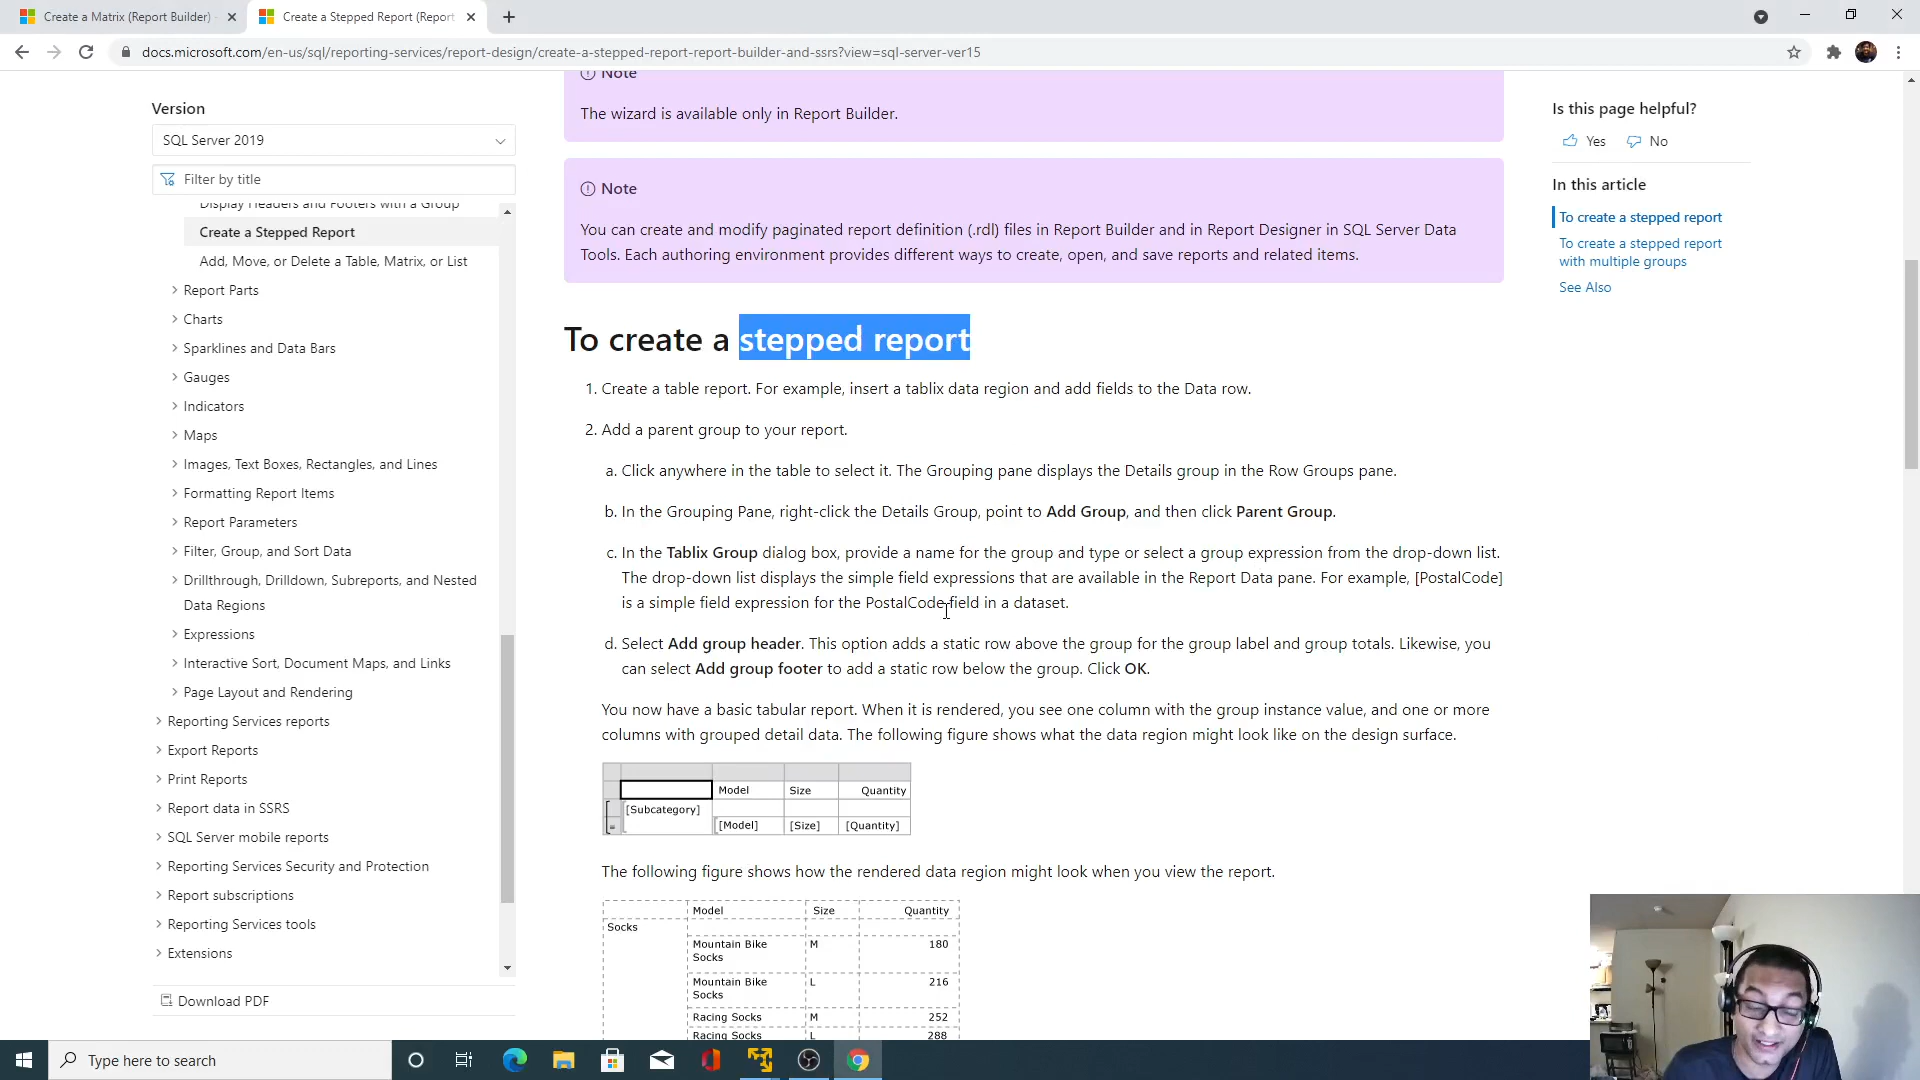 Create a Matrix (Report Builder)
Create a Stepped Report (Report
docs.microsoft.com/en-us/sql/reporting-services/report-design/create-a-stepped-report-report-builder-and-ssrs?view=sql-server-ver15
Version
SQL Server 2019
Filter by title
Display Headers and Footers with a Group
Create a Stepped Report
Add, Move, or Delete a Table, Matrix, or List
Report Parts
Charts
Sparklines and Data Bars
Gauges
Indicators
Maps
Images, Text Boxes, Rectangles, and Lines
Formatting Report Items
Report Parameters
Filter, Group, and Sort Data
Drillthrough, Drilldown, Subreports, and Nested
Data Regions
Expressions
Interactive Sort, Document Maps, and Links
Page Layout and Rendering
Reporting Services reports
Export Reports
Print Reports
Report data in SSRS
SQL Server mobile reports
Reporting Services Security and Protection
Report subscriptions
Reporting Services tools
Extensions
Download PDF
Note
The wizard is available only in Report Builder.
Note
You can create and modify paginated report definition (.rdl) files in Report Builder and in Report Designer in SQL Server Data
Tools. Each authoring environment provides different ways to create, open, and save reports and related items.
To create a stepped report
1. Create a table report. For example, insert a tablix data region and add fields to the Data row.
2. Add a parent group to your report.
a. Click anywhere in the table to select it. The Grouping pane displays the Details group in the Row Groups pane.
b. In the Grouping Pane, right-click the Details Group, point to Add Group, and then click Parent Group.
c. In the Tablix Group dialog box, provide a name for the group and type or select a group expression from the drop-down list.
The drop-down list displays the simple field expressions that are available in the Report Data pane. For example, [PostalCode]
is a simple field expression for the PostalCode field in a dataset.
d. Select Add group header. This option adds a static row above the group for the group label and group totals. Likewise, you
can select Add group footer to add a static row below the group. Click OK.
You now have a basic tabular report. When it is rendered, you see one column with the group instance value, and one or more
columns with grouped detail data. The following figure shows what the data region might look like on the design surface.
Model Size Quantity
[Subcategory]
[Model] [Size] [Quantity]
The following figure shows how the rendered data region might look when you view the report.
Model Size Quantity
Socks
Mountain Bike M 180
Socks
Mountain Bike L 216
Socks
Racing Socks M 252
Racing Socks L 288
Is this page helpful?
Yes No
In this article
To create a stepped report
To create a stepped report
with multiple groups
See Also
Type here to search